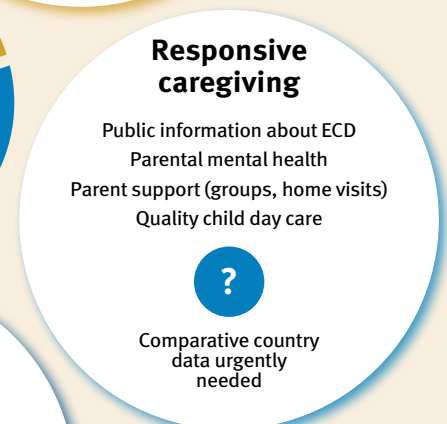 Responsive
caregiving
Public information about ECD
Parental mental health
Parent support (groups, home visits)
Quality child day care
?
Comparative country
data urgently
needed